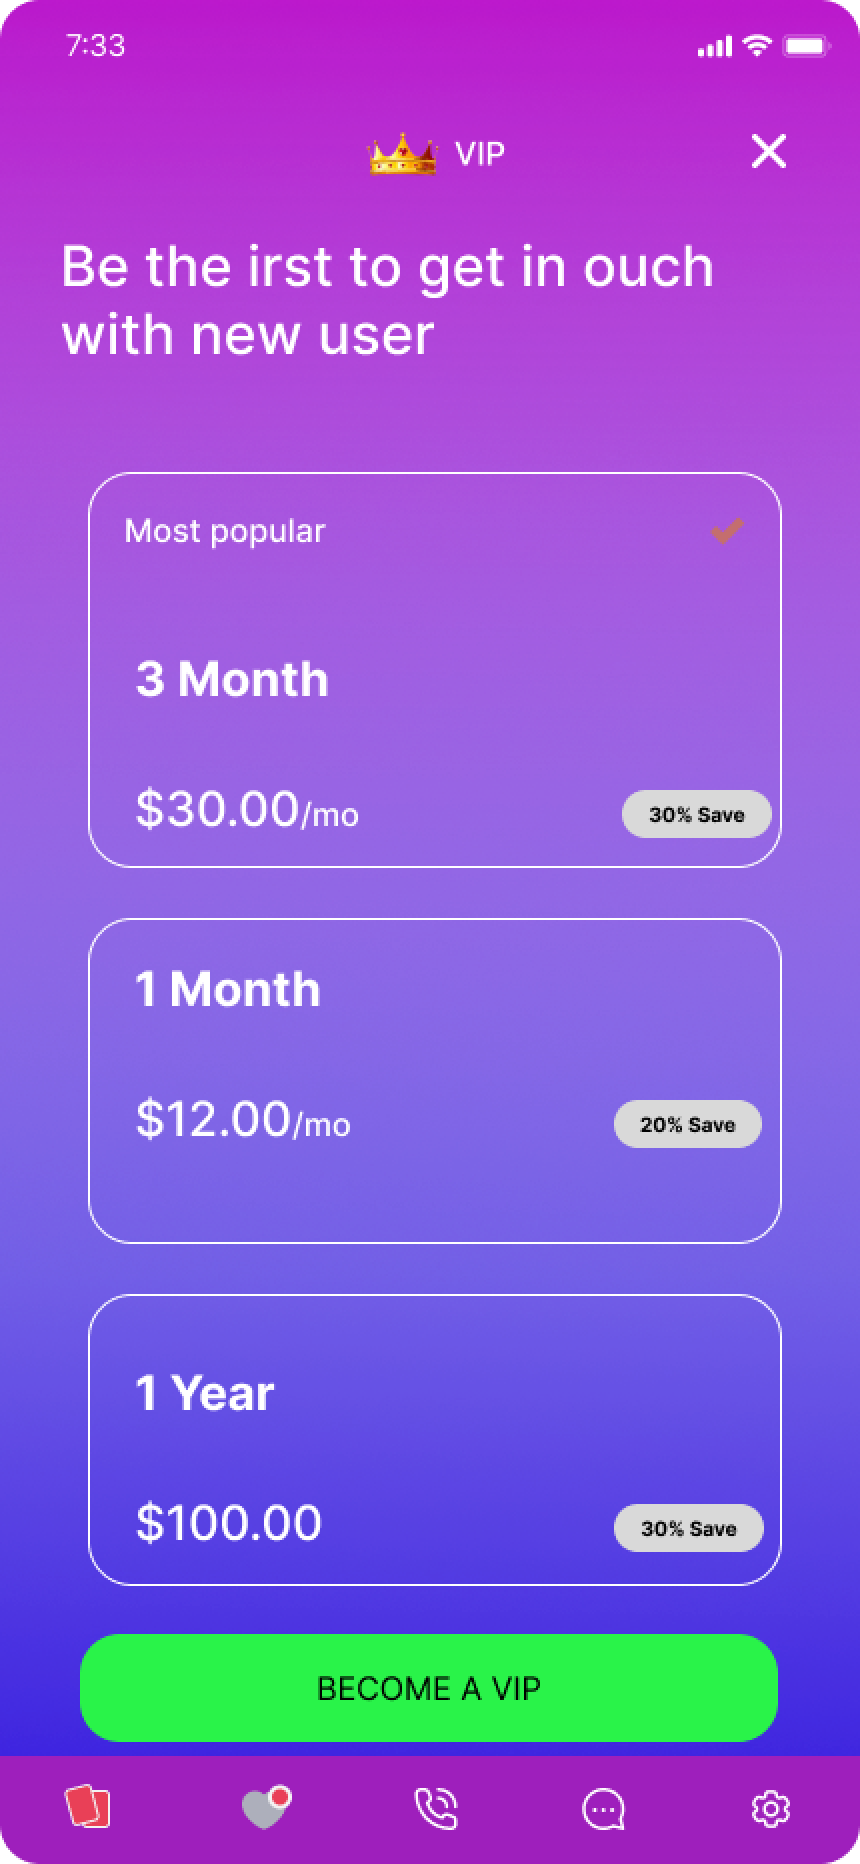 7:33
VIP
Be the irst to get in ouch
with new user
Most popular
3 Month
$30.00/mo
30% Save
1 Month
$12.00/mo
20% Save
1 Year
$100.00
30% Save
BECOME A VIP